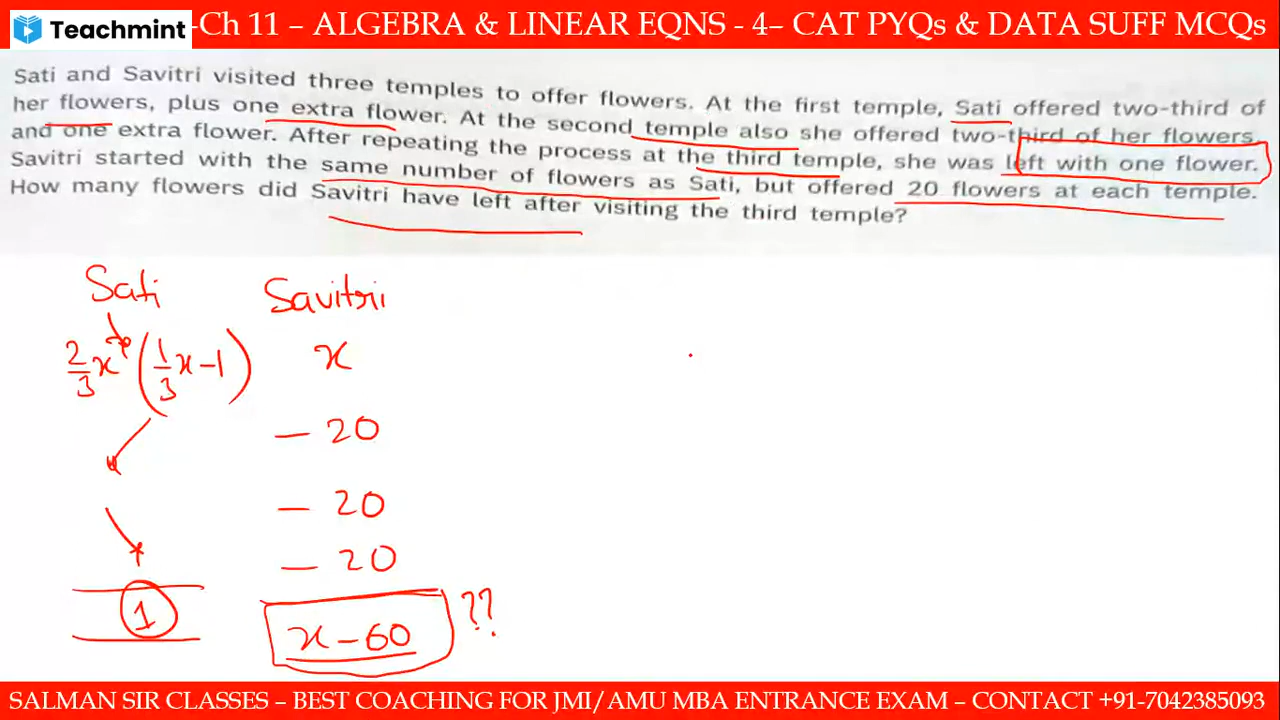 Teachmint -Ch 11 – ALGEBRA & LINEAR EQNS - 4– CAT PYQs & DATA SUFF MCQs
Sati and Savitri visited three temples to offer flowers. At the first temple, Sati offered two-third of
her flowers, plus one extra flower. At the second temple also she offered two-third of her flowers,
and one extra flower. After repeating the process at the third temple, she was left with one flower.
Savitri started with the same number of flowers as Sati, but offered 20 flowers at each temple.
How many flowers did Savitri have left after visiting the third temple?
Sati Savitrii
2/3 x (1/3 x - 1) x
- 20
- 20
- 20
1 x - 60 ??
SALMAN SIR CLASSES – BEST COACHING FOR JMI/AMU MBA ENTRANCE EXAM – CONTACT +91-7042385093